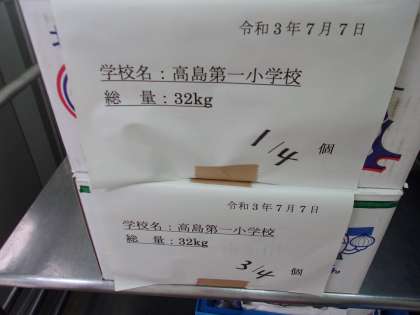 令和3年7月7日
学校名：高島第一小学校
総　量：32kg
1/4 個
令和3年7月7日
学校名：高島第一小学校
総　量：32kg
3/4 個